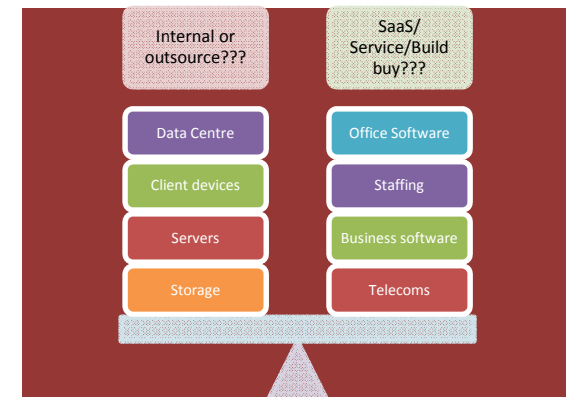 Internal or
outsource???
SaaS/
Service/Build
buy???
Data Centre
Office Software
Client devices
Staffing
Servers
Business software
Storage
Telecoms